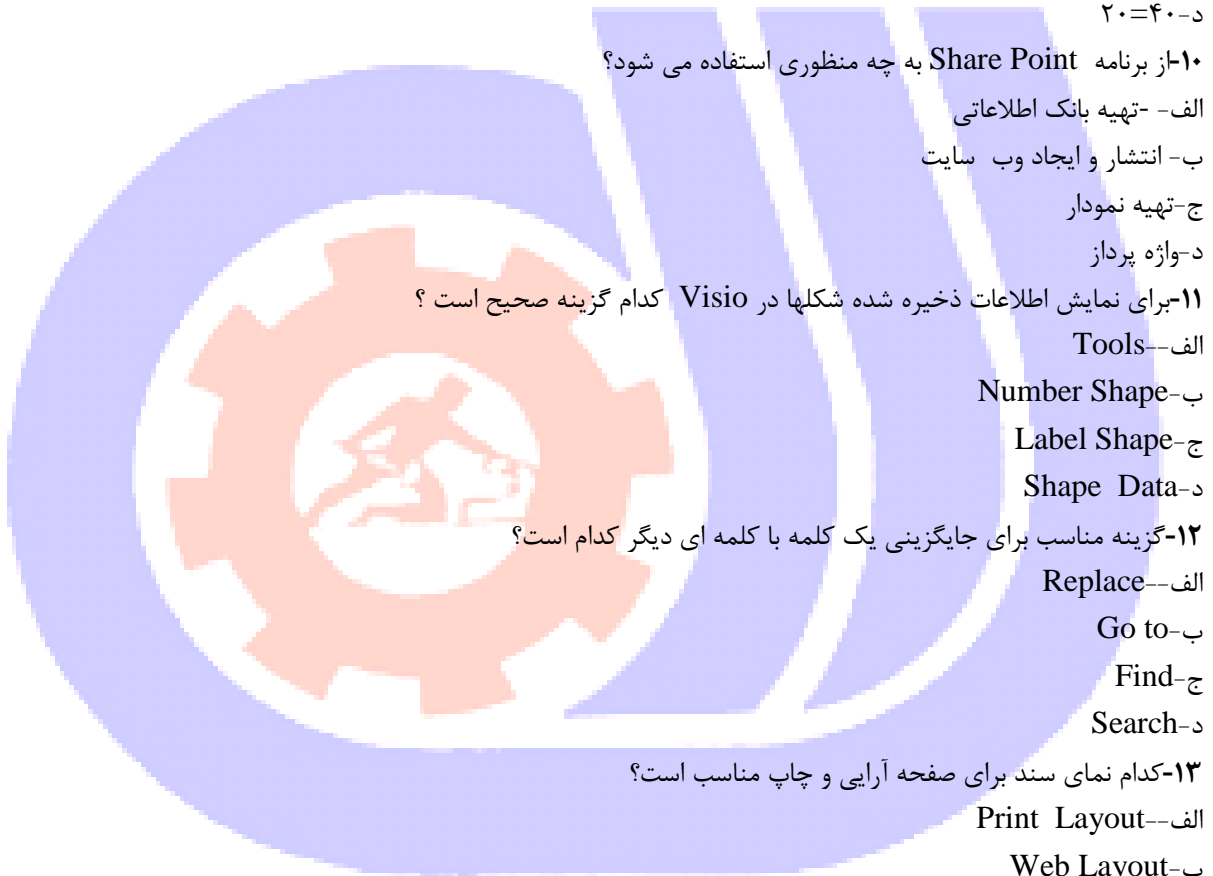 د-۴۰=۲۰
۱۰-از برنامه Share Point به چه منظوری استفاده می شود؟
الف- -تهیه بانک اطلاعاتی
ب- انتشار و ایجاد وب سایت
ج-تهیه نمودار
د-واژه پرداز
۱۱-برای نمایش اطلاعات ذخیره شده شکلها در Visio کدام گزینه صحیح است ؟
الف--Tools
ب-Number Shape
ج-Label Shape
د-Shape Data
۱۲-گزینه مناسب برای جایگزینی یک کلمه با کلمه ای دیگر کدام است؟
الف--Replace
ب-Go to
ج-Find
د-Search
۱۳-کدام نمای سند برای صفحه آرایی و چاپ مناسب است؟
الف--Print Layout
ب-Web Layout